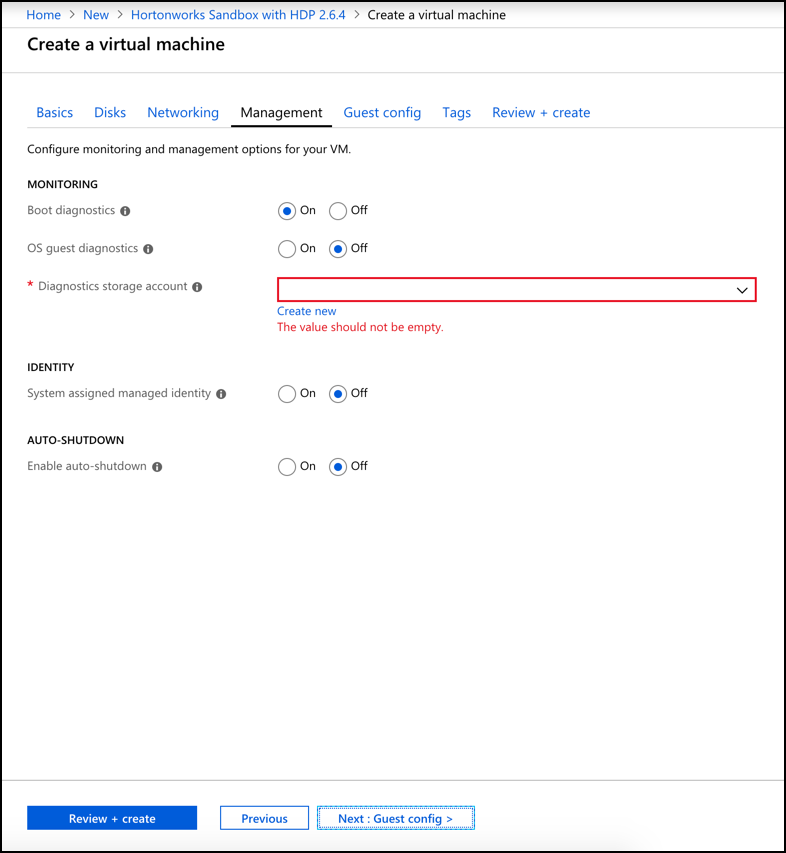 Home > New > Hortonworks Sandbox with HDP 2.6.4 > Create a virtual machine
Create a virtual machine
Basics Disks Networking Management Guest config Tags Review + create
Configure monitoring and management options for your VM.
MONITORING
Boot diagnostics On Off
OS guest diagnostics On Off
* Diagnostics storage account
Create new
The value should not be empty.
IDENTITY
System assigned managed identity On Off
AUTO-SHUTDOWN
Enable auto-shutdown On Off
Review + create Previous Next : Guest config >